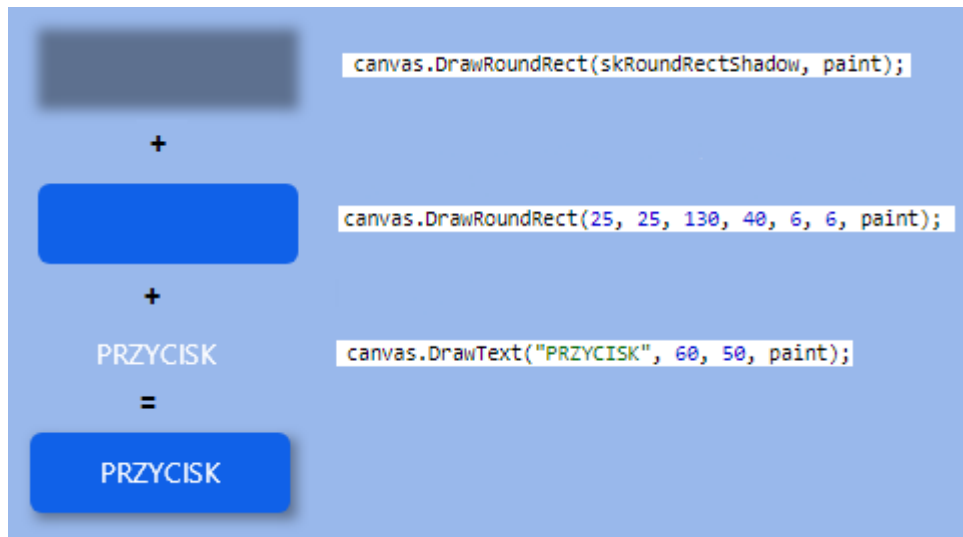 canvas.DrawRoundRect(skRoundRectShadow, paint);
+
canvas.DrawRoundRect(25, 25, 130, 40, 6, 6, paint);
+
PRZYCISK canvas.DrawText("PRZYCISK", 60, 50, paint);
=
PRZYCISK